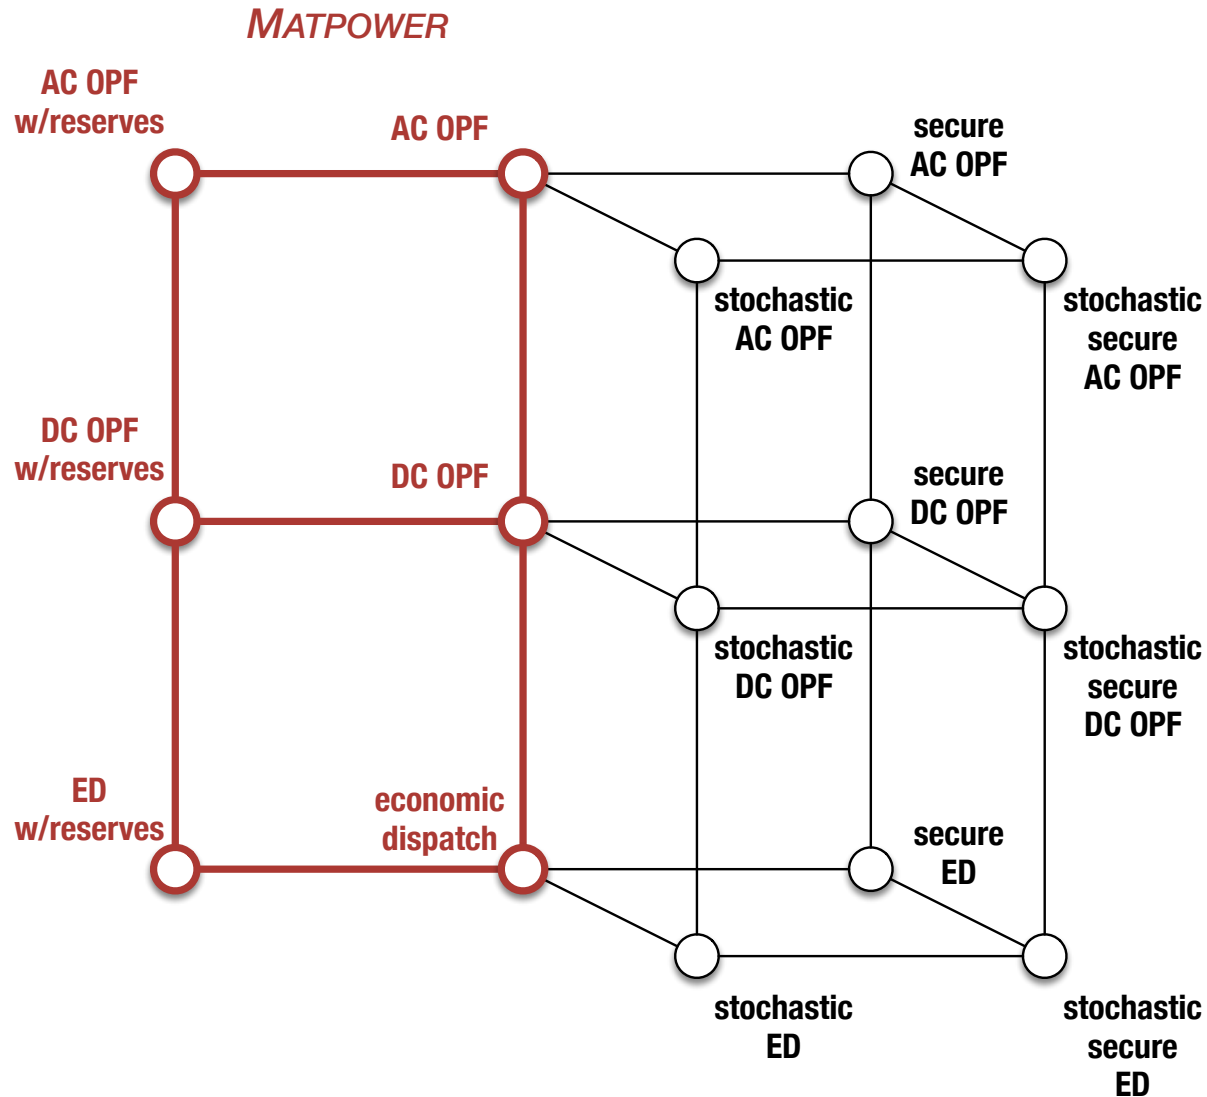 MATPOWER
AC OPF
w/reserves
AC OPF
secure
AC OPF
stochastic
AC OPF
stochastic
secure
AC OPF
DC OPF
w/reserves
DC OPF
secure
DC OPF
stochastic
DC OPF
stochastic
secure
DC OPF
ED
w/reserves
economic
dispatch
secure
ED
stochastic
ED
stochastic
secure
ED